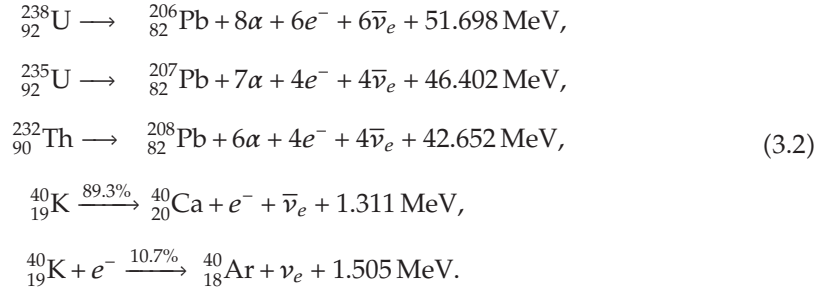 ²³⁸₉₂U ⟶ ²⁰⁶₈₂Pb + 8α + 6e⁻ + 6ν̅ₑ + 51.698 MeV,
²³⁵₉₂U ⟶ ²⁰⁷₈₂Pb + 7α + 4e⁻ + 4ν̅ₑ + 46.402 MeV,
²³²₉₀Th ⟶ ²⁰⁸₈₂Pb + 6α + 4e⁻ + 4ν̅ₑ + 42.652 MeV, (3.2)
⁴⁰₁₉K —89.3%→ ⁴⁰₂₀Ca + e⁻ + ν̅ₑ + 1.311 MeV,
⁴⁰₁₉K + e⁻ —10.7%→ ⁴⁰₁₈Ar + νₑ + 1.505 MeV.